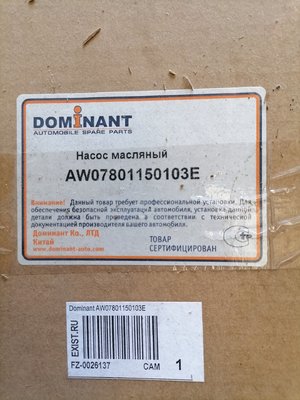 DOMINANT
AUTOMOBILE SPARE PARTS
Насос масляный
AW07801150103E
Внимание! Данный товар требует профессиональной установки. Для
обеспечения безопасной эксплуатации автомобиля, установка данной
детали должна быть проведена в соответствии с технической
документацией производителя вашего автомобиля.
Доминант Ко., ЛТД
Китай
www.dominant-auto.com
ТОВАР
СЕРТИФИЦИРОВАН
Dominant AW07801150103E
EXIST.RU
FZ-0026137
CAM
1